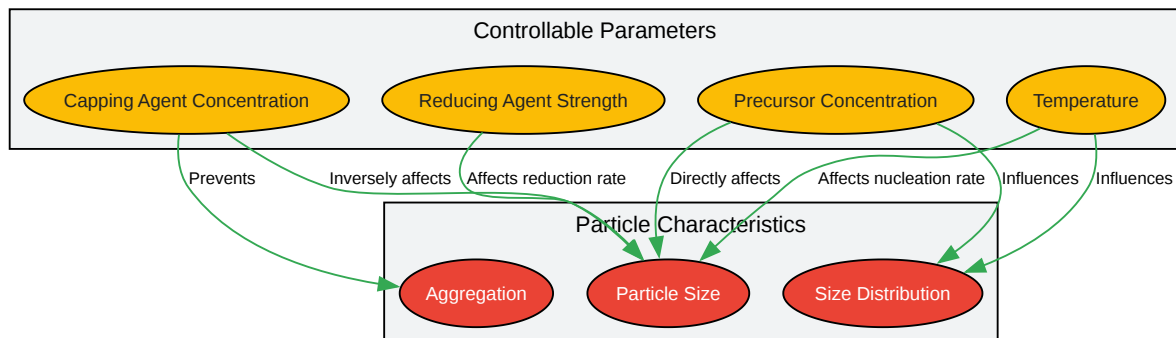 Controllable Parameters
Capping Agent Concentration
Reducing Agent Strength
Precursor Concentration
Temperature
Prevents
Inversely affects
Affects reduction rate
Directly affects
Affects nucleation rate
Influences
Influences
Particle Characteristics
Aggregation
Particle Size
Size Distribution